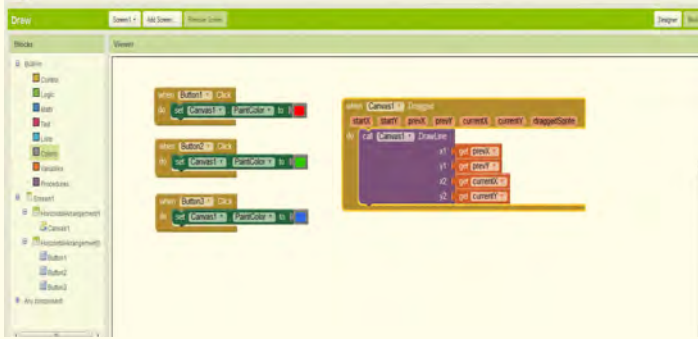 Draw
Screen1 Add Screen... Remove Screen Designer
Blocks Viewer
Built-in
Control
Logic
Math
Text
Lists
Colors
Variables
Procedures
Screen1
HorizontalArrangement1
Canvas1
HorizontalArrangement2
Button1
Button2
Button3
Any component
when Button1 .Click
do set Canvas1 . PaintColor to
when Button2 .Click
do set Canvas1 . PaintColor to
when Button3 .Click
do set Canvas1 . PaintColor to
when Canvas1 .Dragged
startX startY prevX prevY currentX currentY draggedSprite
do call Canvas1 .DrawLine
x1 get prevX
y1 get prevY
x2 get currentX
y2 get currentY